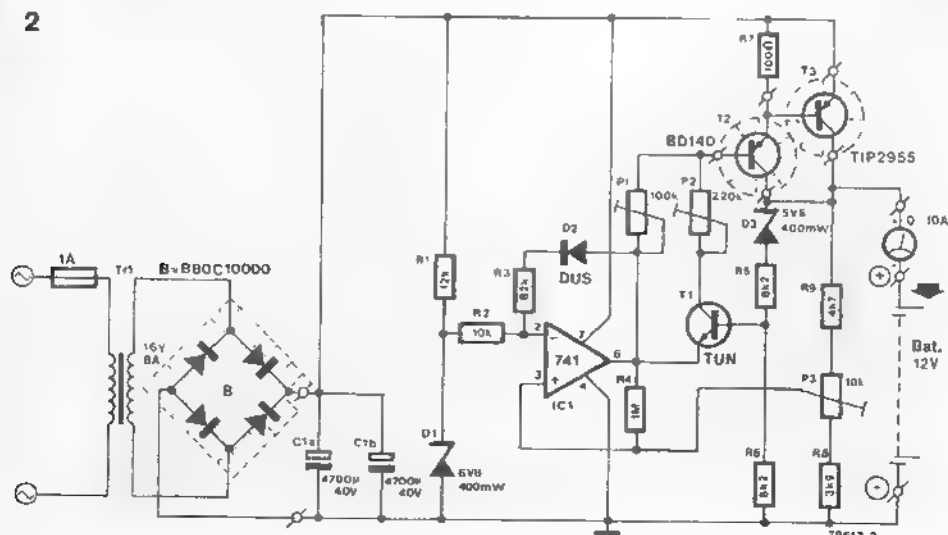 2
1A
Tr1
B=B80C10000
16V
8A
B
C1a
4700µ
40V
C1b
4700µ
40V
R1
12k
D1
6V8
400mW
R2
10k
R3
82k
D2
DUS
2
3
7
4
6
741
IC1
R4
1M
P1
100k
P2
220k
T1
TUN
BD140
T2
R7
100Ω
T3
TIP2955
D3
5V6
400mW
R5
8k2
R6
8k2
R9
4k7
P3
10k
R8
3k9
0
10A
+
Bat.
12V